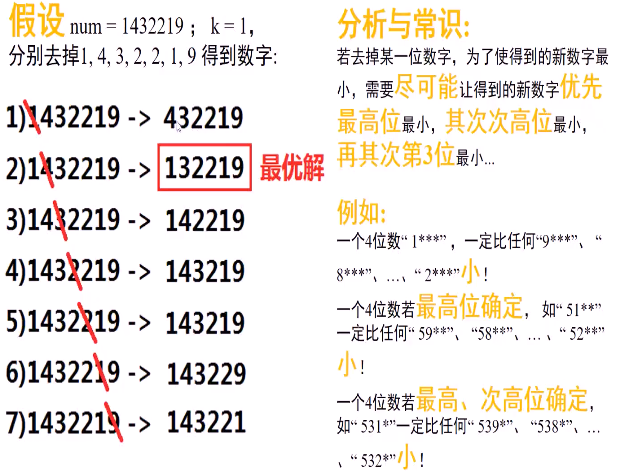 假设 num = 1432219 ； k = 1，
分别去掉1, 4, 3, 2, 2, 1, 9 得到数字:
1)1432219 -> 432219
2)1432219 -> 132219 最优解
3)1432219 -> 142219
4)1432219 -> 143219
5)1432219 -> 143219
6)1432219 -> 143229
7)1432219 -> 143221
分析与常识:
若去掉某一位数字，为了使得到的新数字最
小，需要尽可能让得到的新数字优先
最高位最小，其次次高位最小，
再其次第3位最小...
例如:
一个4位数“ 1***” ，一定比任何“9***”、 “
8***”、…、“ 2***”小！
一个4位数若最高位确定， 如“ 51**”
一定比任何“ 59**”、 “58**”、… 、“ 52**”
小！
一个4位数若最高、次高位确定，
如“ 531*”一定比任何“ 539*”、 “538*”、…
、“ 532*”小！